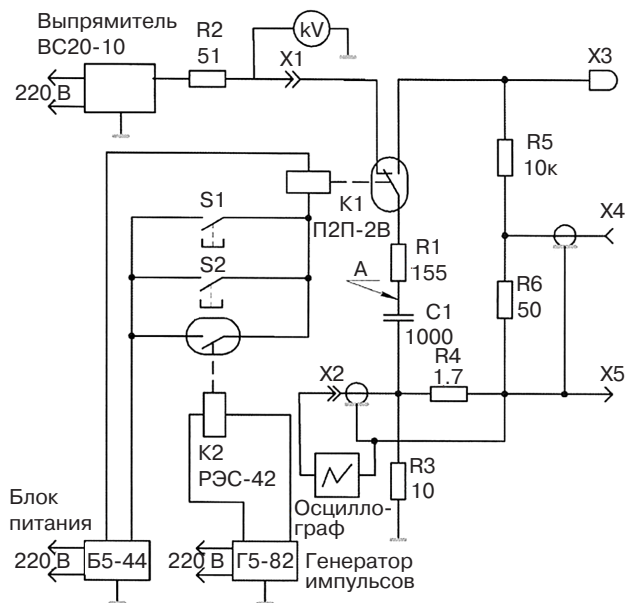 Выпрямитель
ВС20-10
R2
51
kV
X1
X3
220 В
R5
10к
K1
П2П-2В
S1
X4
R1
155
A
S2
R6
50
C1
1000
R4
1.7
X2
X5
K2
РЭС-42
R3
10
Осцилло-
граф
Блок
питания
220 В
Б5-44
220 В
Г5-82
Генератор
импульсов